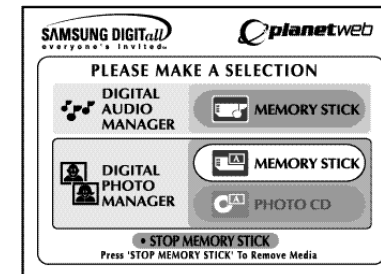 SAMSUNG DIGITall
everyone's invited™
planetweb
PLEASE MAKE A SELECTION
DIGITAL
AUDIO
MANAGER
MEMORY STICK
DIGITAL
PHOTO
MANAGER
MEMORY STICK
PHOTO CD
• STOP MEMORY STICK
Press 'STOP MEMORY STICK' To Remove Media